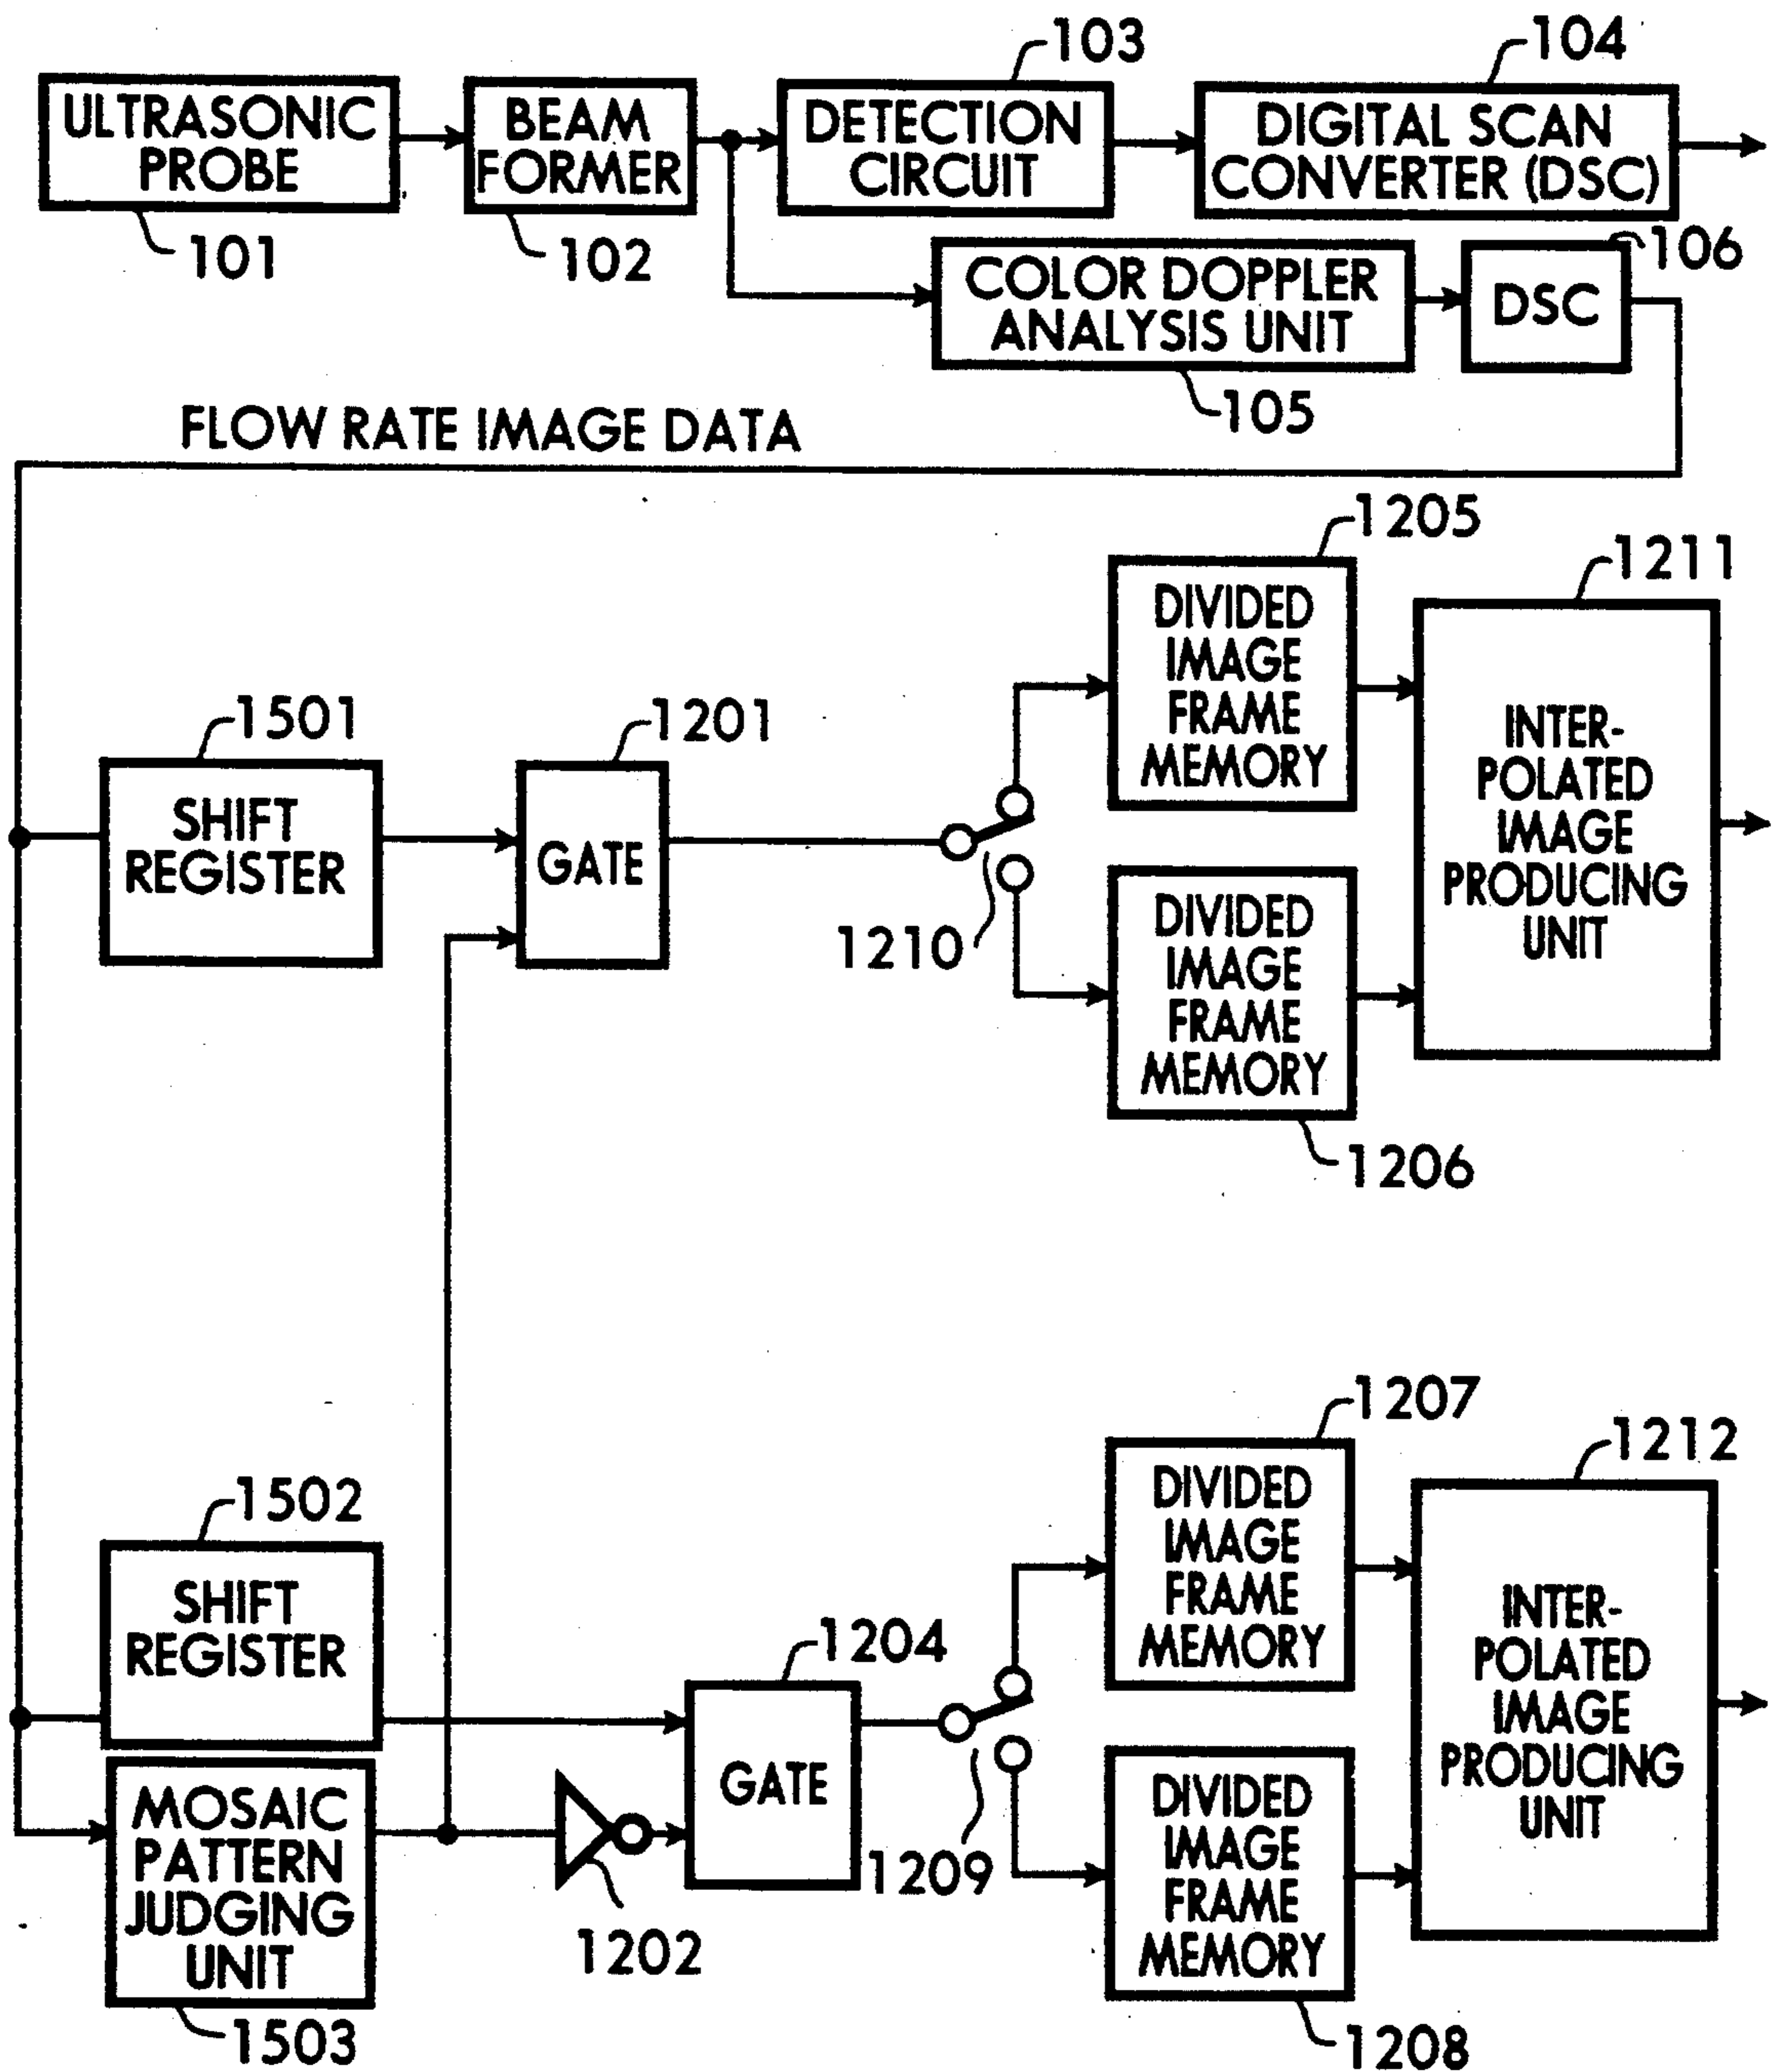 103
104
ULTRASONIC
PROBE
BEAM
FORMER
DETECTION
CIRCUIT
DIGITAL SCAN
CONVERTER (DSC)
101
102
106
COLOR DOPPLER
ANALYSIS UNIT
DSC
105
FLOW RATE IMAGE DATA
1205
1211
DIVIDED
IMAGE
FRAME
MEMORY
1501
1201
SHIFT
REGISTER
GATE
INTER-
POLATED
IMAGE
PRODUCING
UNIT
1210
DIVIDED
IMAGE
FRAME
MEMORY
1206
1207
1212
DIVIDED
IMAGE
FRAME
MEMORY
1502
SHIFT
REGISTER
1204
INTER-
POLATED
IMAGE
PRODUCING
UNIT
GATE
MOSAIC
PATTERN
JUDGING
UNIT
1202
1209
DIVIDED
IMAGE
FRAME
MEMORY
1503
1208